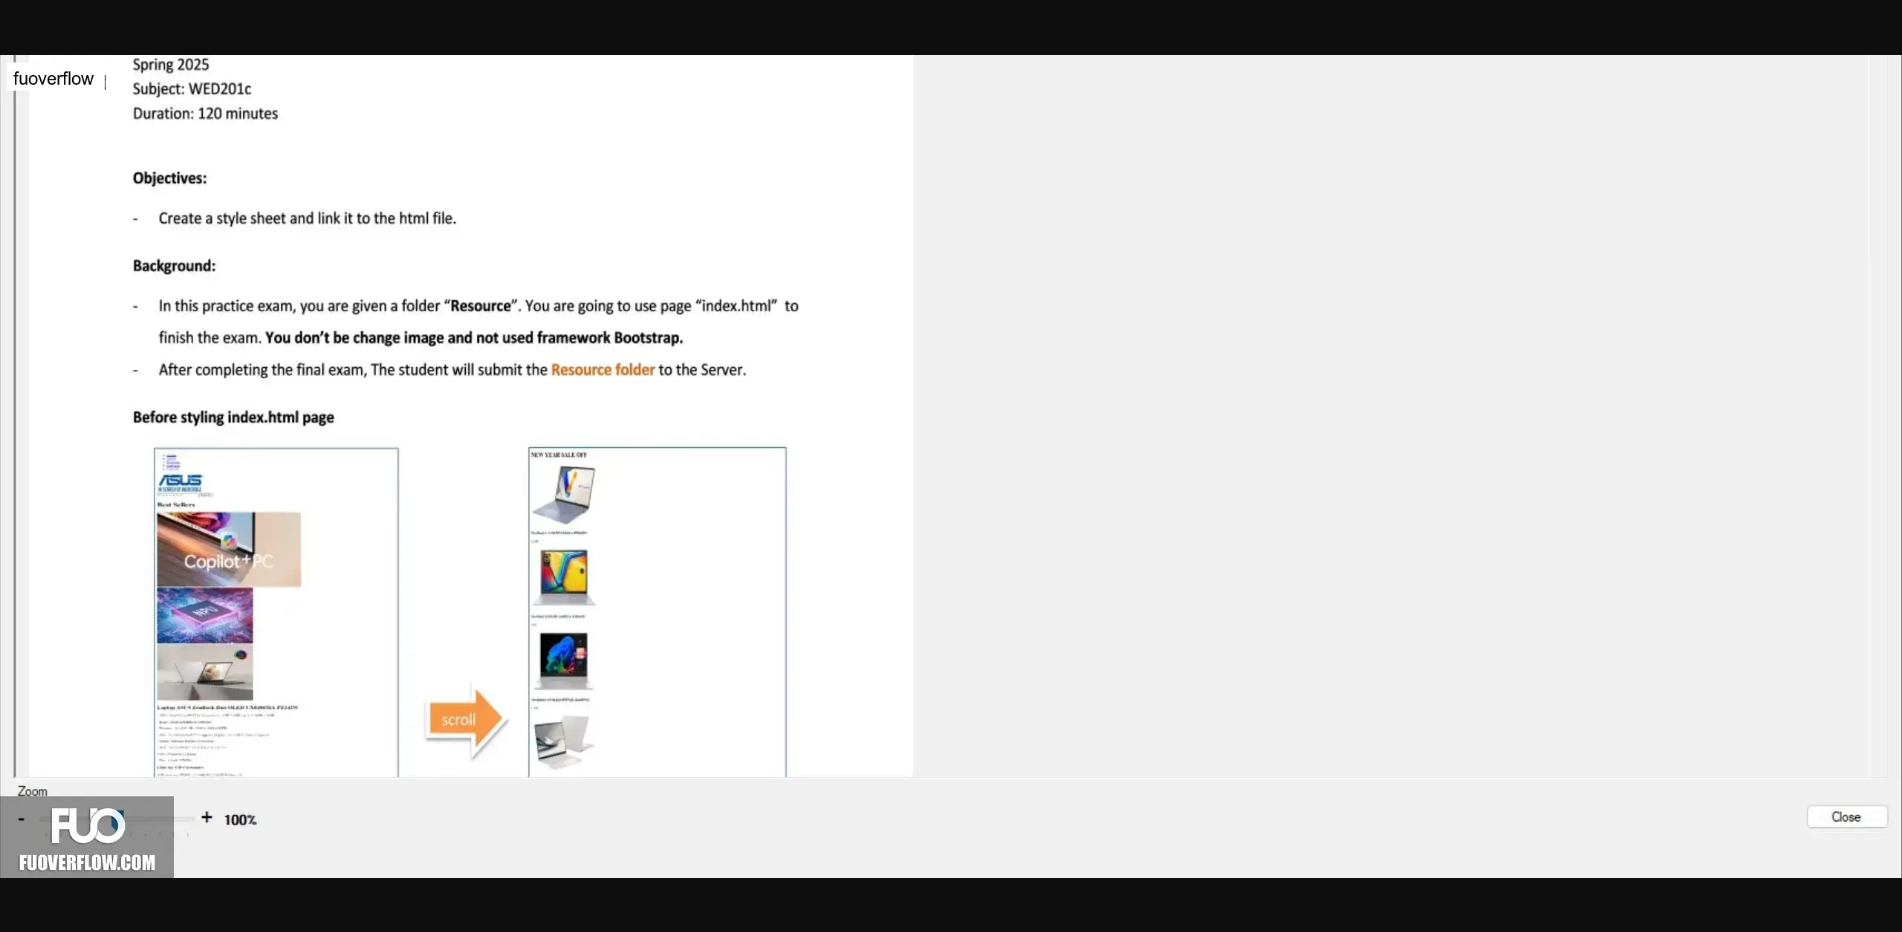 Spring 2025
fuoverflow
Subject: WED201c
Duration: 120 minutes
Objectives:
- Create a style sheet and link it to the html file.
Background:
- In this practice exam, you are given a folder “Resource”. You are going to use page “index.html” to
finish the exam. You don’t be change image and not used framework Bootstrap.
- After completing the final exam, The student will submit the Resource folder to the Server.
Before styling index.html page
ASUS
Best Sellers
Copilot+PC
NPU
NEW YEAR SALE OFF
scroll
Zoom
- + 100%
Close
FUO
FUOVERFLOW.COM